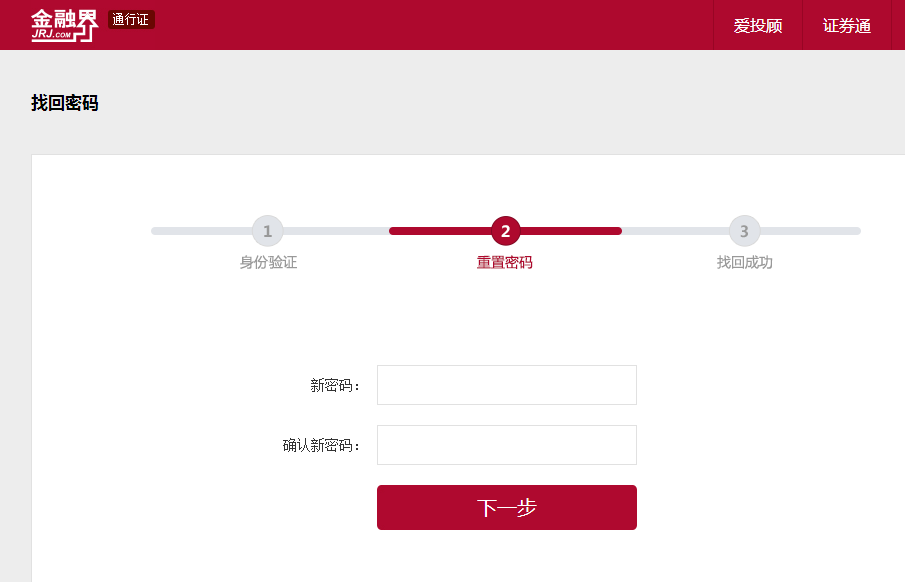 金融界 通行证 爱投顾 证券通
JRJ.COM
找回密码
1 2 3
身份验证 重置密码 找回成功
新密码：
确认新密码：
下一步